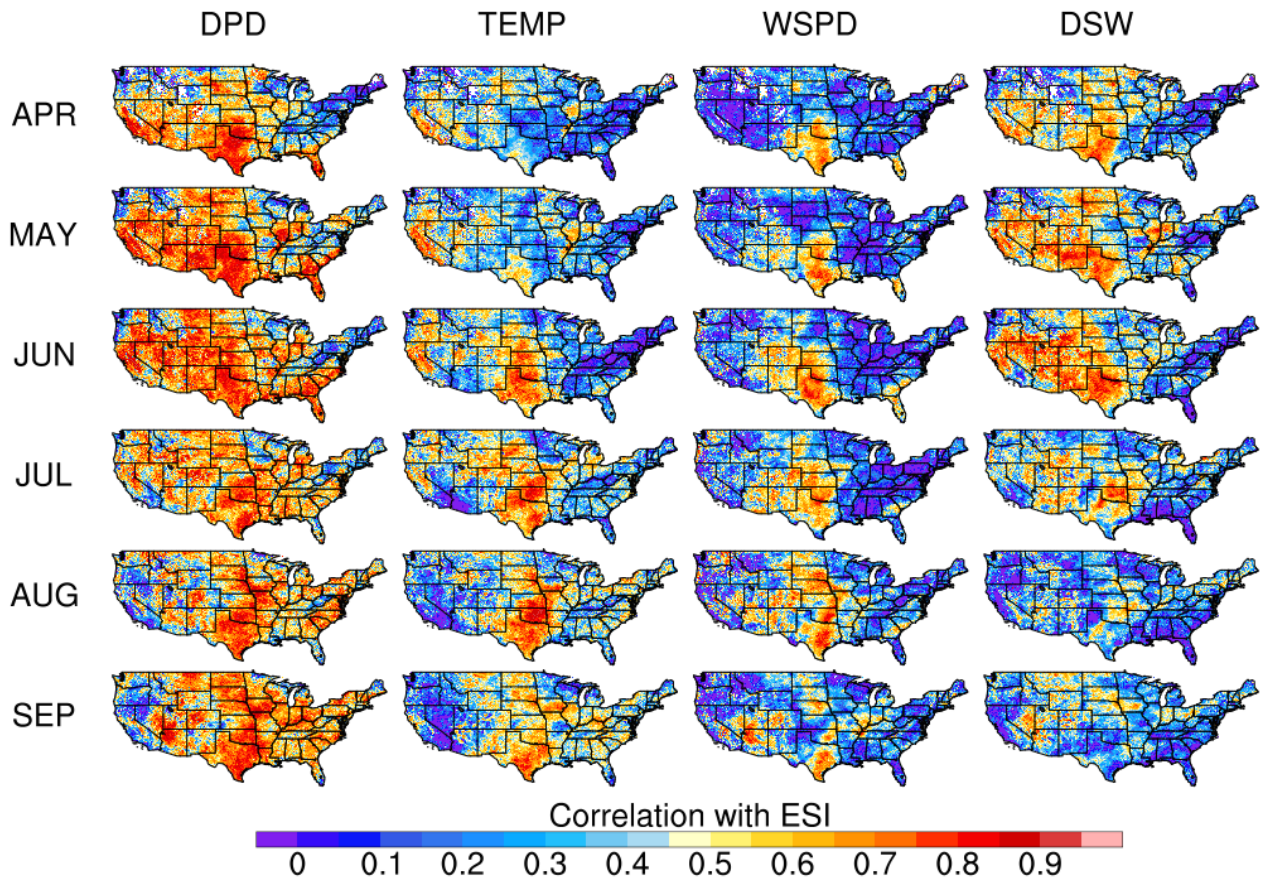 DPD TEMP WSPD DSW
APR
MAY
JUN
JUL
AUG
SEP
Correlation with ESI
0 0.1 0.2 0.3 0.4 0.5 0.6 0.7 0.8 0.9